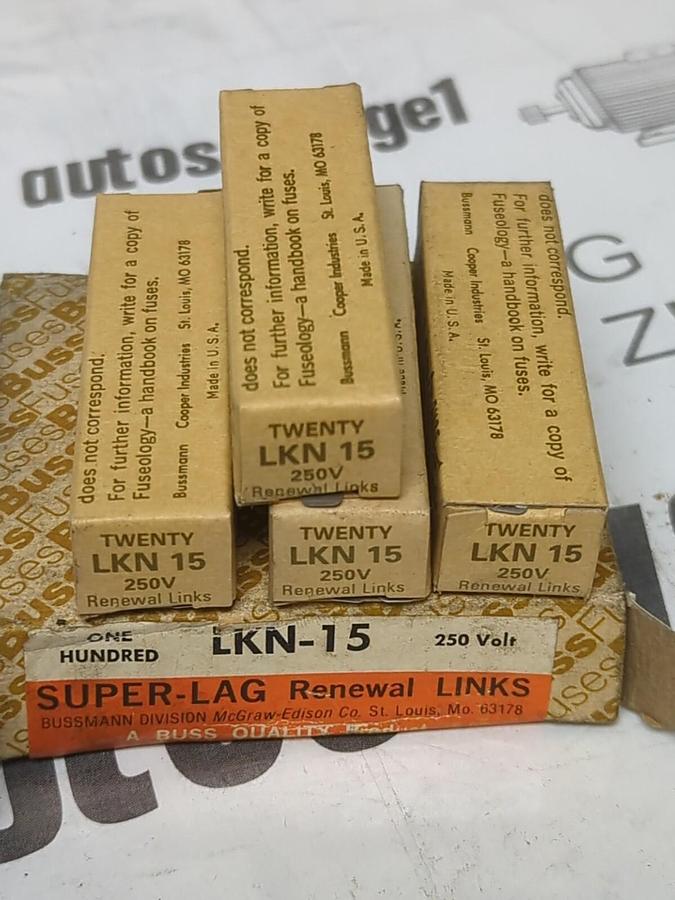 autos ge1
does not correspond.
For further information, write for a copy of
Fuseology—a handbook on fuses.
Bussmann Cooper Industries St. Louis, MO 63178
Made in U.S.A.
TWENTY
LKN 15
250V
Renewal Links
does not correspond.
For further information, write for a copy of
Fuseology—a handbook on fuses.
Bussmann Cooper Industries St. Louis, MO 63178
Made in U.S.A.
TWENTY
LKN 15
250V
Renewal Links
Made in U.S.A.
TWENTY
LKN 15
250V
Renewal Links
does not correspond.
For further information, write for a copy of
Fuseology—a handbook on fuses.
Bussmann Cooper Industries St. Louis, MO 63178
Made in U.S.A.
TWENTY
LKN 15
250V
Renewal Links
BussFuses
ONE
HUNDRED
LKN-15
250 Volt
SUPER-LAG Renewal LINKS
BUSSMANN DIVISION McGraw-Edison Co. St. Louis, Mo. 63178
A BUSS QUALITY Product
G
Z